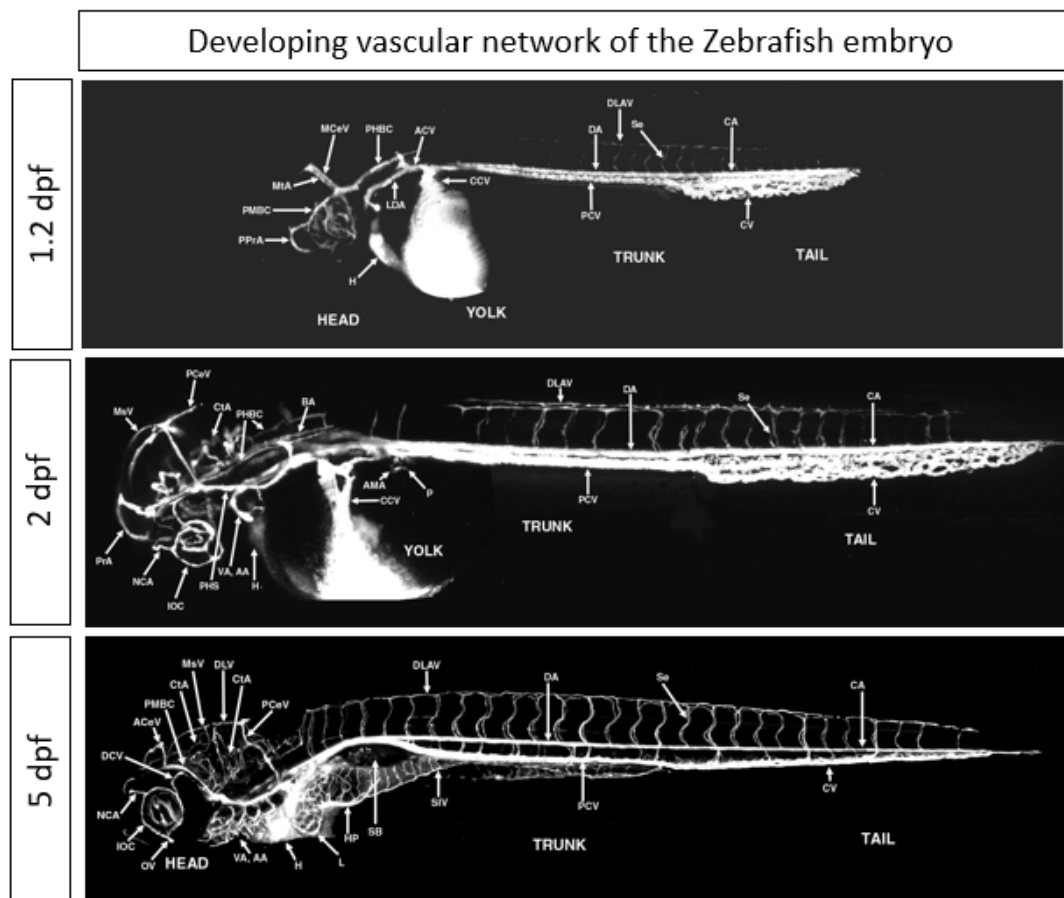 Developing vascular network of the Zebrafish embryo
1.2 dpf
MCeV
PHBC
ACV
DLAV
DA
Se
CA
MtA
CCV
LDA
PMBC
PCV
CV
PPrA
H
TRUNK
TAIL
HEAD
YOLK
2 dpf
PCeV
MsV
CtA
PHBC
BA
DLAV
DA
Se
CA
AMA
P
CCV
PCV
CV
TRUNK
TAIL
YOLK
PrA
NCA
VA, AA
H
PHS
IOC
5 dpf
MsV
DLV
CtA
CtA
PMBC
PCeV
ACeV
DLAV
DA
Se
CA
DCV
NCA
SIV
PCV
CV
HP
SB
IOC
TRUNK
TAIL
OV
HEAD
VA, AA
H
L